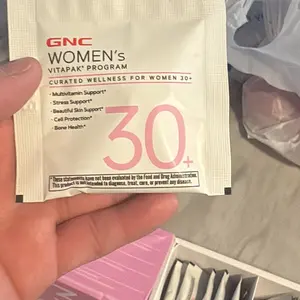 GNC
WOMEN's
VITAPAK® PROGRAM
CURATED WELLNESS FOR WOMEN 30+
• Multivitamin Support*
• Stress Support*
• Beautiful Skin Support*
• Cell Protection*
• Bone Health*
30+
*These statements have not been evaluated by the Food and Drug Administration.
This product is not intended to diagnose, treat, cure, or prevent any disease.